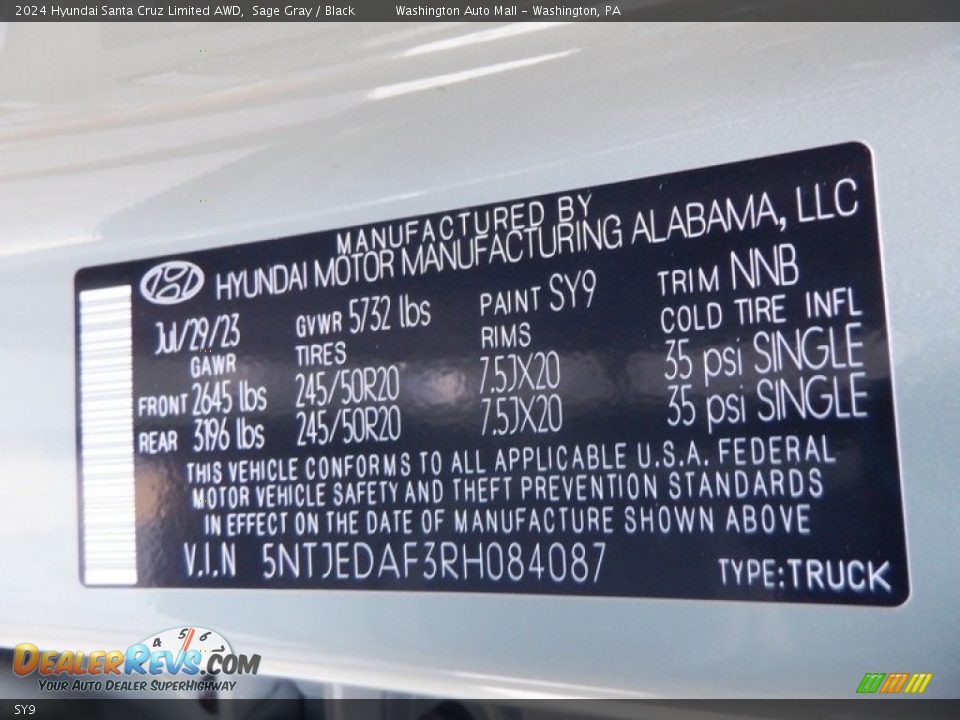 2024 Hyundai Santa Cruz Limited AWD, Sage Gray / Black Washington Auto Mall - Washington, PA
MANUFACTURED BY
HYUNDAI MOTOR MANUFACTURING ALABAMA, LLC
Jul/29/23 GVWR 5732 lbs PAINT SY9 TRIM NNB
GAWR TIRES RIMS COLD TIRE INFL
FRONT 2645 lbs 245/50R20 7.5JX20 35 psi SINGLE
REAR 3196 lbs 245/50R20 7.5JX20 35 psi SINGLE
THIS VEHICLE CONFORMS TO ALL APPLICABLE U.S.A. FEDERAL
MOTOR VEHICLE SAFETY AND THEFT PREVENTION STANDARDS
IN EFFECT ON THE DATE OF MANUFACTURE SHOWN ABOVE
V.I.N 5NTJEDAF3RH084087 TYPE:TRUCK
4 5 6 7
DEALERREVS.COM
YOUR AUTO DEALER SUPERHIGHWAY
SY9